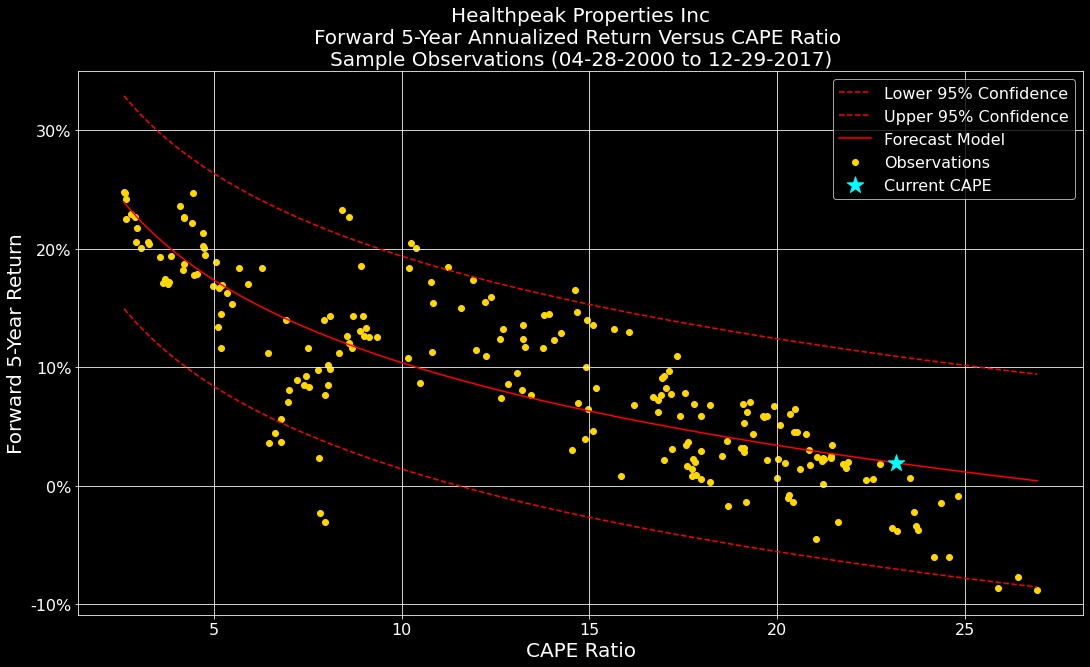 Healthpeak Properties Inc
Forward 5-Year Annualized Return Versus CAPE Ratio
Sample Observations (04-28-2000 to 12-29-2017)
Lower 95% Confidence
Upper 95% Confidence
Forecast Model
Observations
Current CAPE
Forward 5-Year Return
30%
20%
10%
0%
-10%
5
10
15
20
25
CAPE Ratio